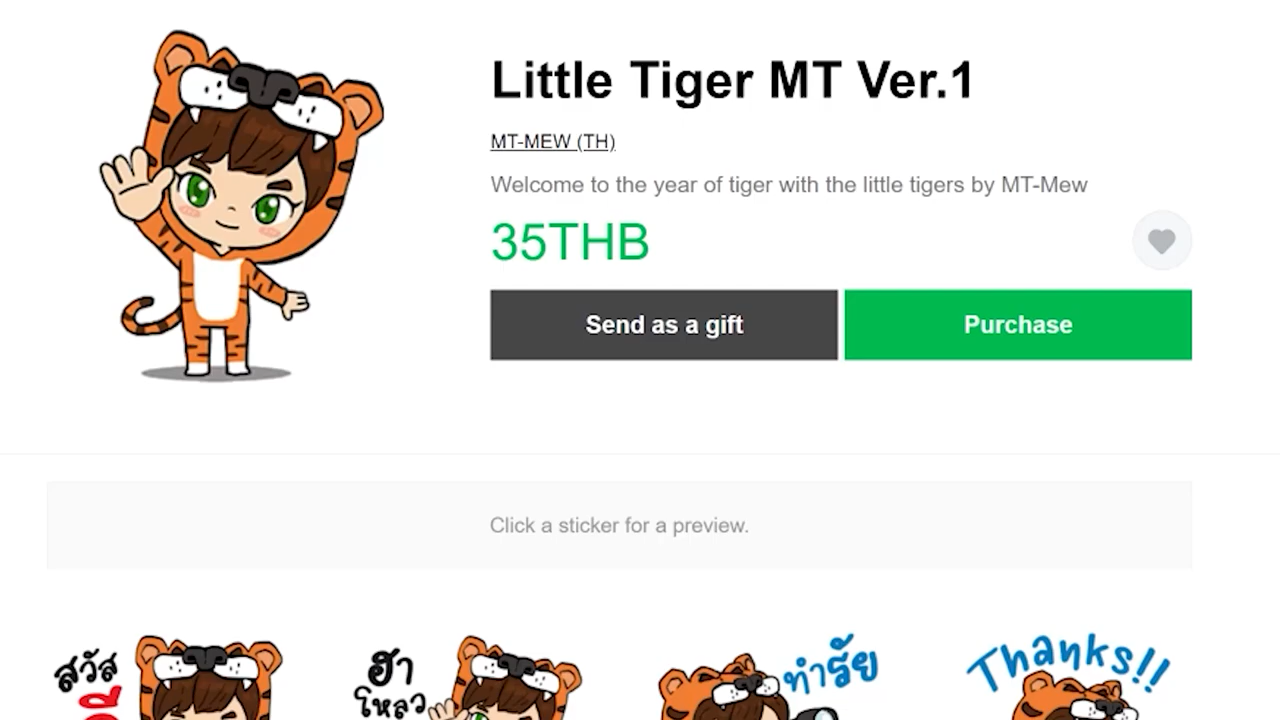 Little Tiger MT Ver.1
MT-MEW (TH)
Welcome to the year of tiger with the little tigers by MT-Mew
35THB
Send as a gift
Purchase
Click a sticker for a preview.
สวัส
ฮา
โหลว
ทำรัย
Thanks!!